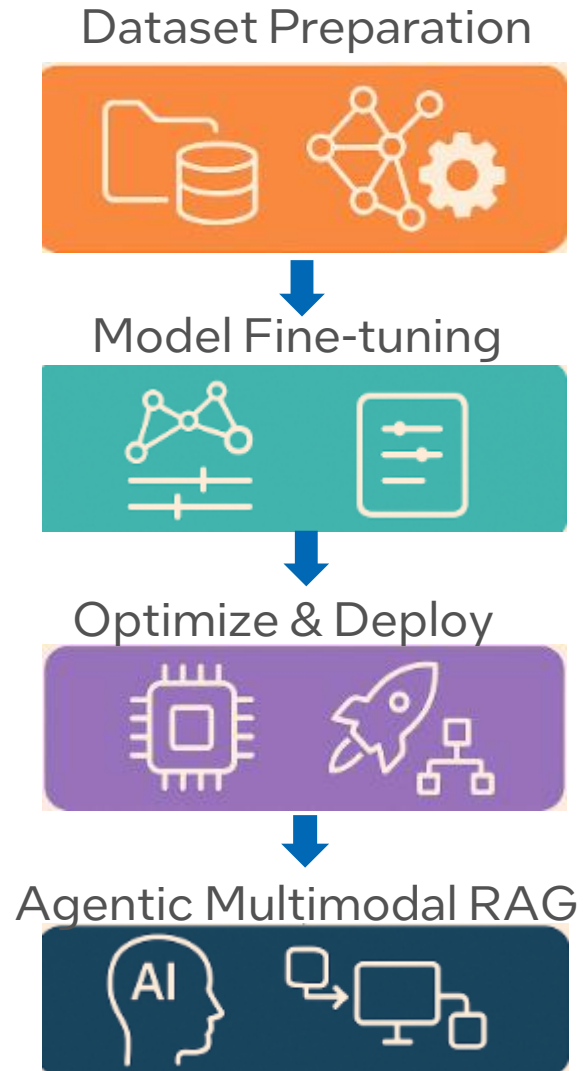 Dataset Preparation
Model Fine-tuning
Optimize & Deploy
Agentic Multimodal RAG
AI